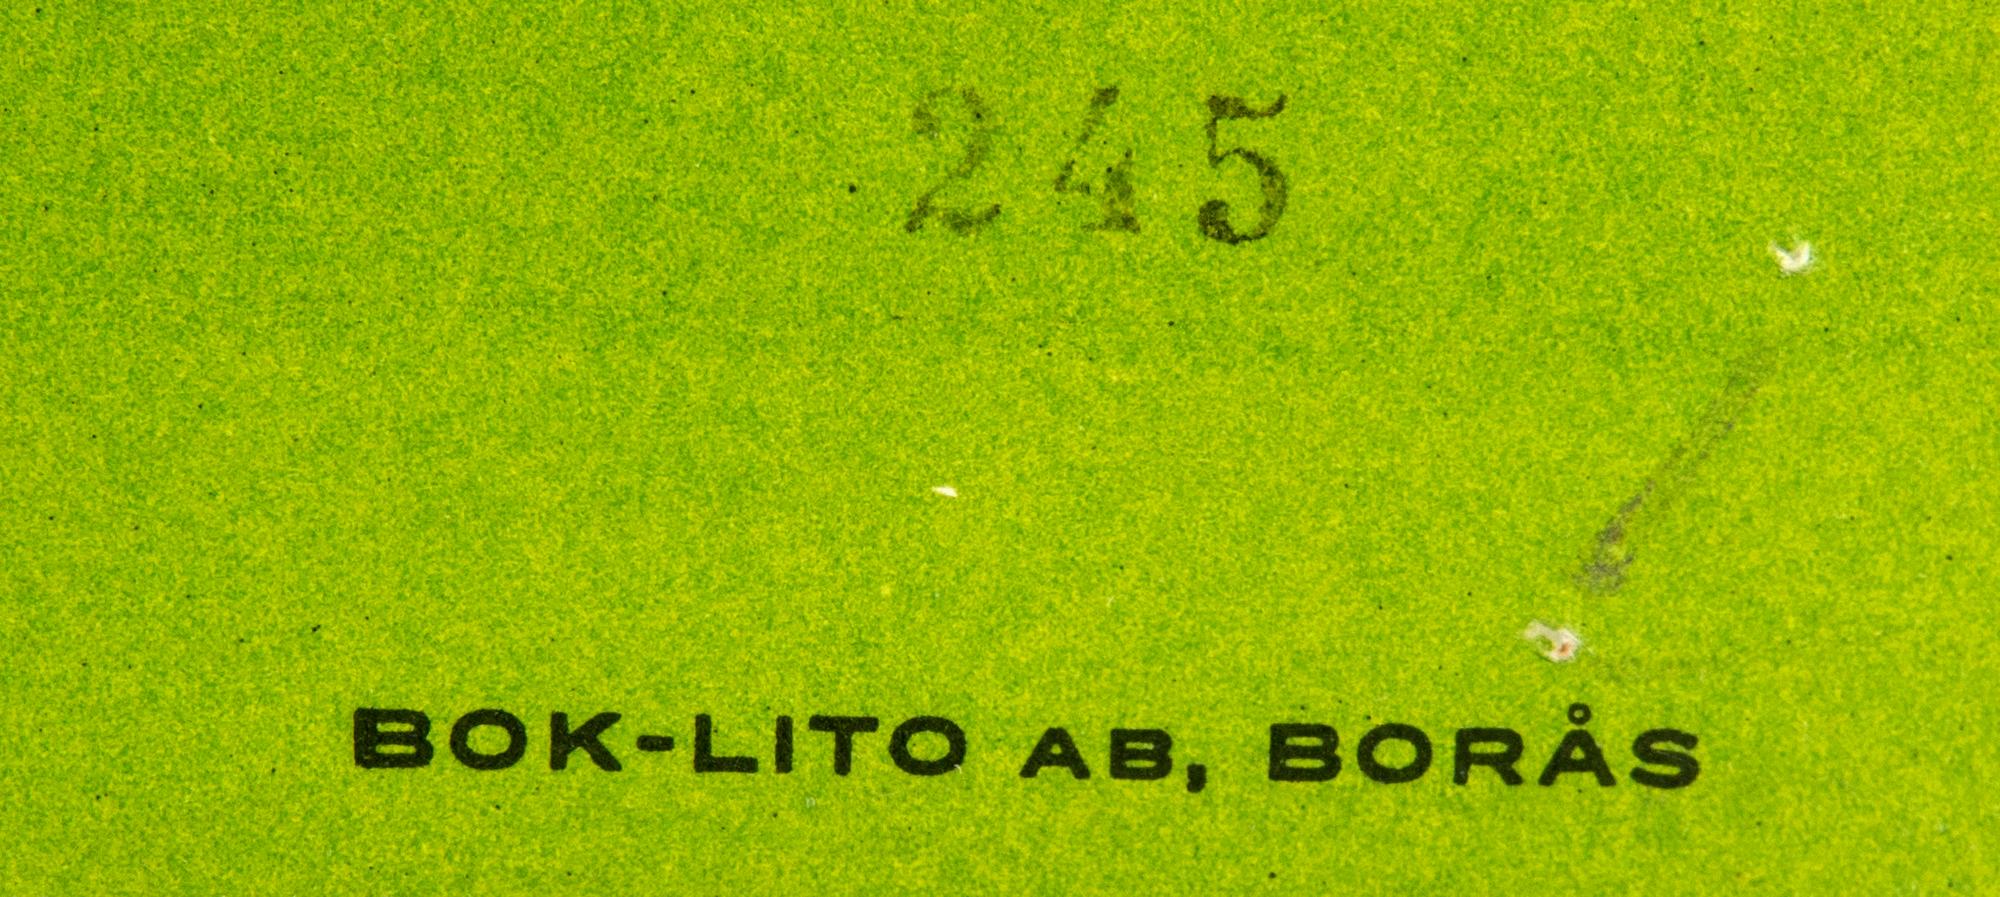 245
BOK-LITO AB, BORÅS